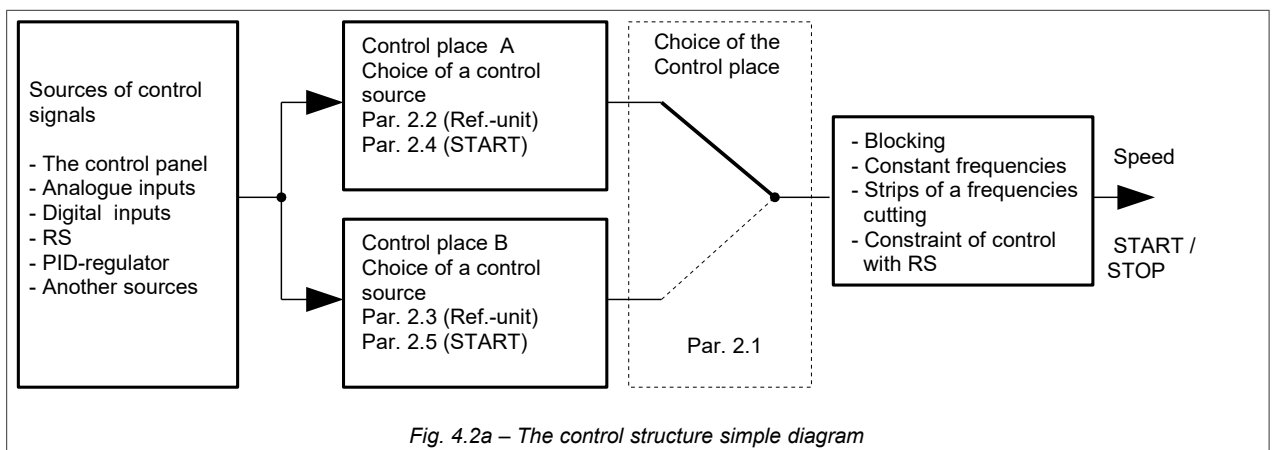 Sources of control
signals
- The control panel
- Analogue inputs
- Digital inputs
- RS
- PID-regulator
- Another sources
Control place A
Choice of a control
source
Par. 2.2 (Ref.-unit)
Par. 2.4 (START)
Control place B
Choice of a control
source
Par. 2.3 (Ref.-unit)
Par. 2.5 (START)
Choice of the
Control place
Par. 2.1
- Blocking
- Constant frequencies
- Strips of a frequencies
cutting
- Constraint of control
with RS
Speed
START /
STOP
Fig. 4.2a – The control structure simple diagram